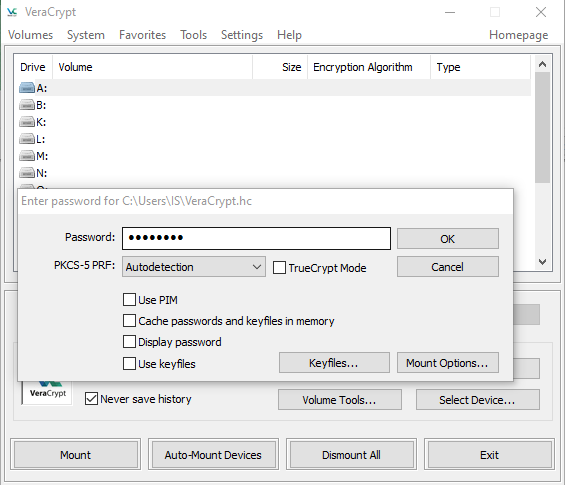 VeraCrypt
Volumes System Favorites Tools Settings Help Homepage
Drive Volume Size Encryption Algorithm Type
A:
B:
K:
L:
M:
N:
Enter password for C:\Users\IS\VeraCrypt.hc
Password: ●●●●●●●● OK
PKCS-5 PRF: Autodetection TrueCrypt Mode Cancel
Use PIM
Cache passwords and keyfiles in memory
Display password
Use keyfiles Keyfiles... Mount Options...
VeraCrypt Never save history Volume Tools... Select Device...
Mount Auto-Mount Devices Dismount All Exit